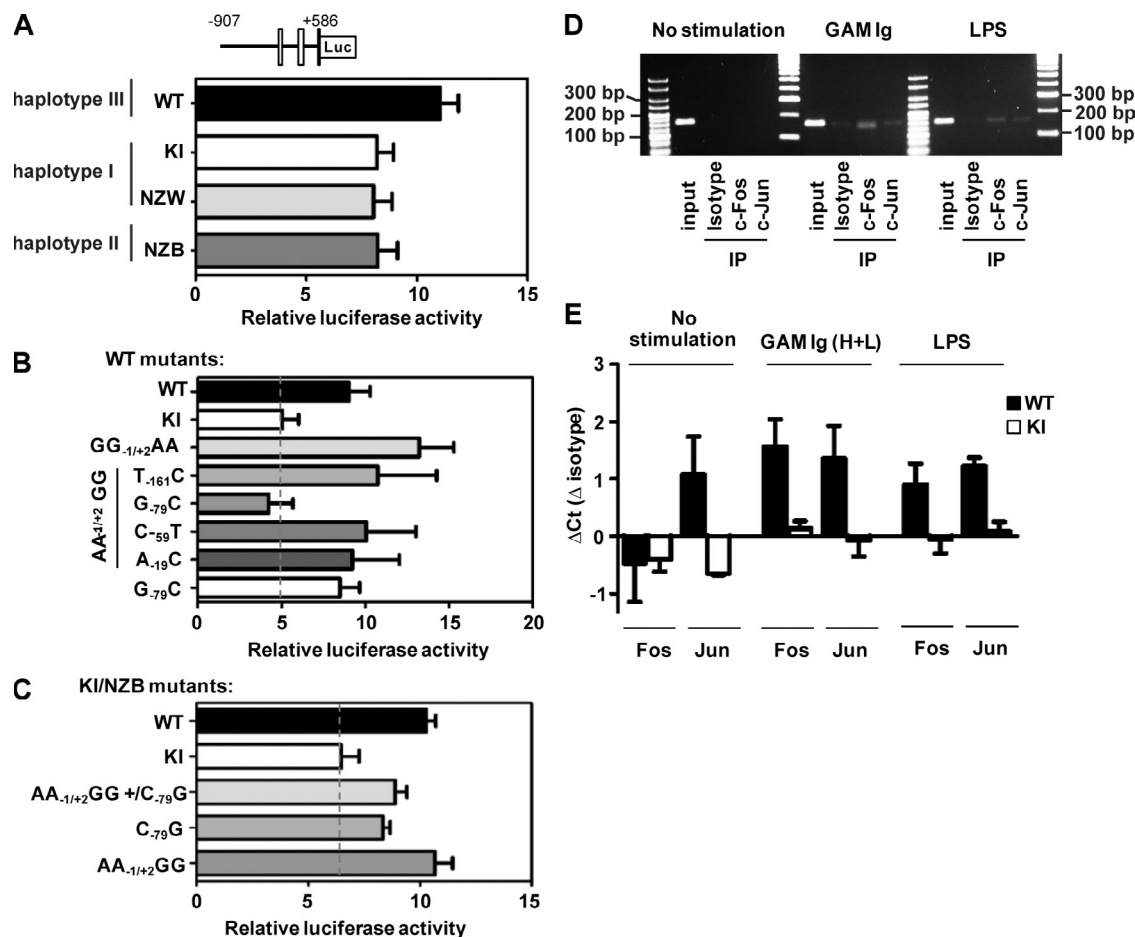 A
-907 +586
Luc
haplotype III
WT
haplotype I
KI
NZW
haplotype II
NZB
0 5 10 15
Relative luciferase activity
B
WT mutants:
WT
KI
GG-1/+2AA
AA-1/+2 GG
T-161C
G-79C
C-59T
A-19C
G-79C
0 5 10 15 20
Relative luciferase activity
C
KI/NZB mutants:
WT
KI
AA-1/+2GG +/C-79G
C-79G
AA-1/+2GG
5 10 15
Relative luciferase activity
D
No stimulation GAM Ig LPS
300 bp
200 bp
100 bp
300 bp
200 bp
100 bp
input Isotype c-Fos c-Jun input Isotype c-Fos c-Jun input Isotype c-Fos c-Jun
IP IP IP
E
No
stimulation
GAM Ig (H+L)
LPS
3
2
1
0
-1
ΔCt (Δ isotype)
WT
KI
Fos Jun Fos Jun Fos Jun